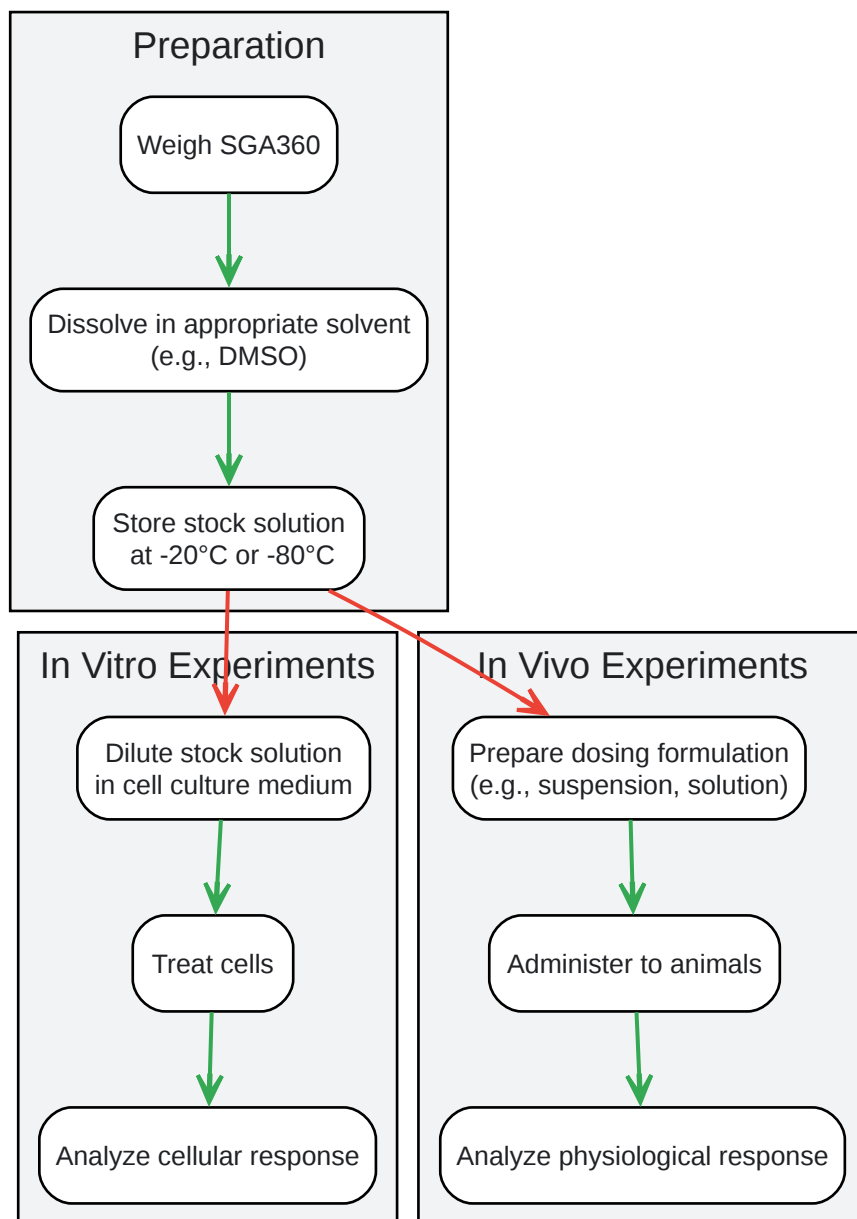 Preparation
Weigh SGA360
Dissolve in appropriate solvent
(e.g., DMSO)
Store stock solution
at -20°C or -80°C
In Vitro Experiments
Dilute stock solution
in cell culture medium
Treat cells
Analyze cellular response
In Vivo Experiments
Prepare dosing formulation
(e.g., suspension, solution)
Administer to animals
Analyze physiological response